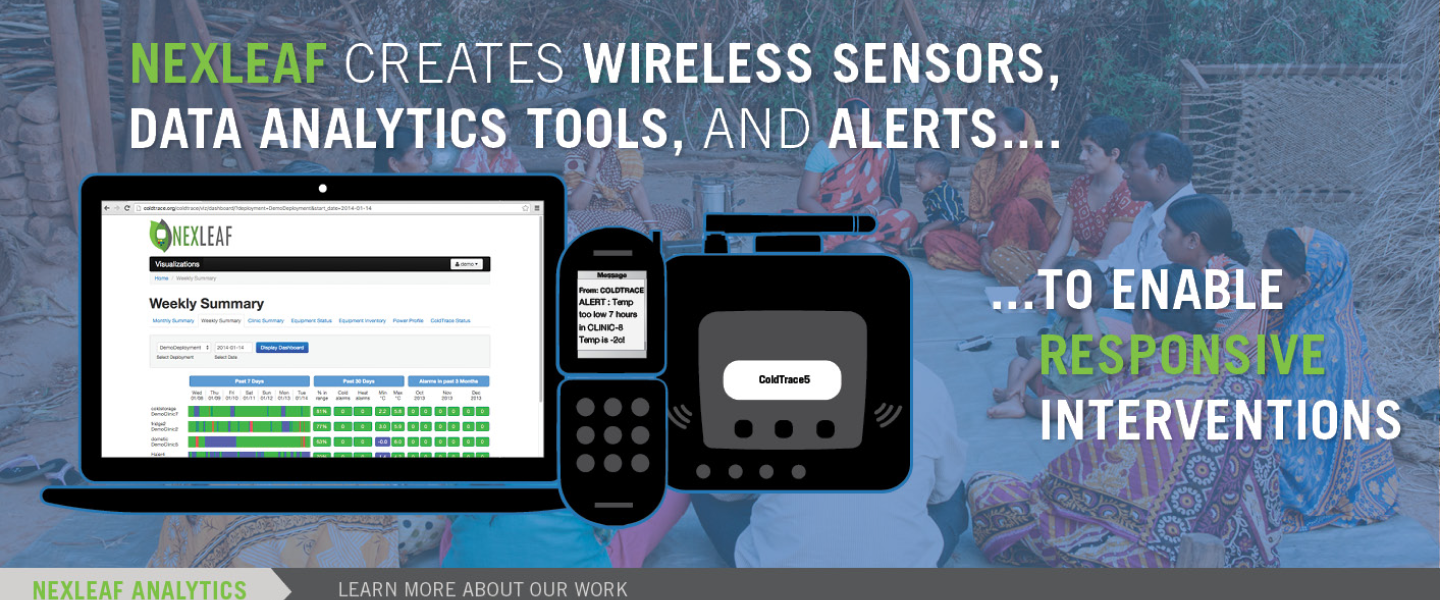 NEXLEAF CREATES WIRELESS SENSORS,
DATA ANALYTICS TOOLS, AND ALERTS....
coldtrace.org/coldtrace/viz/dashboard/?deployment=DemoDeployment&start_date=2014-01-14
NEXLEAF
Visualizations demo
Home / Weekly Summary
Weekly Summary
Monthly Summary Weekly Summary Clinic Summary Equipment Status Equipment Inventory Power Profile ColdTrace Status
DemoDeployment 2014-01-14 Display Dashboard
Select Deployment Select Date
Past 7 Days Past 30 Days Alarms in past 3 Months
Wed Thu Fri Sat Sun Mon Tue % in Cold Heat Min Max Oct Nov Dec
01/08 01/09 01/10 01/11 01/12 01/13 01/14 range alarms alarms °C °C 2013 2013 2013
coldstorage
DemoClinic7 81% 0 0 2.2 5.8 0 0 0 0 0 0
fridge2
DemoClinic2 77% 0 0 3.0 5.8 0 0 0 0 0 0
dometic
DemoClinic5 53% 0 0 -0.8 6.0 0 0 0 0 0 0
Message
From: COLDTRACE
ALERT : Temp
too low 7 hours
in CLINIC-8
Temp is -2c!
ColdTrace5
...TO ENABLE
RESPONSIVE
INTERVENTIONS
NEXLEAF ANALYTICS LEARN MORE ABOUT OUR WORK